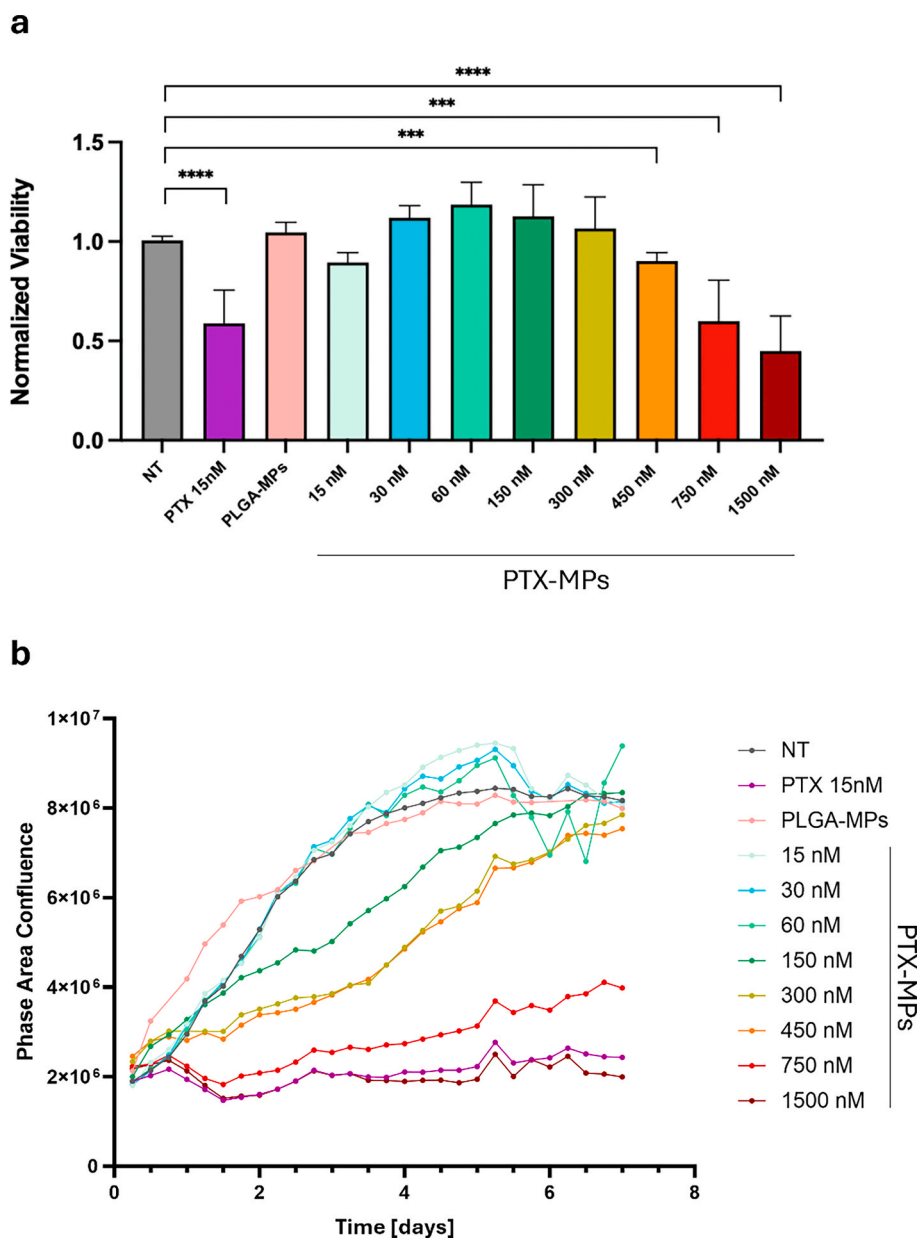 a
****
***
***
****
Normalized Viability
1.5
1.0
0.5
0.0
NT
PTX 15nM
PLGA-MPs
15 nM
30 nM
60 nM
150 nM
300 nM
450 nM
750 nM
1500 nM
PTX-MPs
b
Phase Area Confluence
1×10⁷
8×10⁶
6×10⁶
4×10⁶
2×10⁶
0
0
2
4
6
8
Time [days]
NT
PTX 15nM
PLGA-MPs
15 nM
30 nM
60 nM
150 nM
300 nM
450 nM
750 nM
1500 nM
PTX-MPs